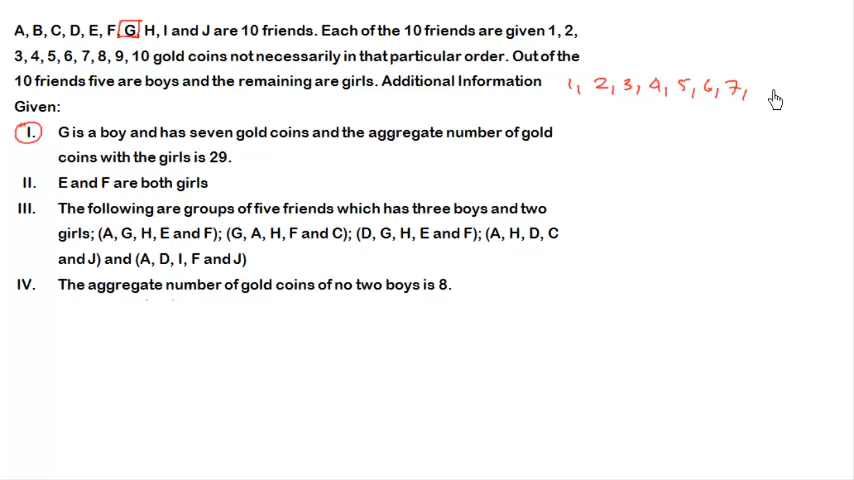 A, B, C, D, E, F G H, I and J are 10 friends. Each of the 10 friends are given 1, 2,
3, 4, 5, 6, 7, 8, 9, 10 gold coins not necessarily in that particular order. Out of the
10 friends five are boys and the remaining are girls. Additional Information
1, 2, 3, 4, 5, 6, 7,
Given:
I. G is a boy and has seven gold coins and the aggregate number of gold
coins with the girls is 29.
II. E and F are both girls
III. The following are groups of five friends which has three boys and two
girls; (A, G, H, E and F); (G, A, H, F and C); (D, G, H, E and F); (A, H, D, C
and J) and (A, D, I, F and J)
IV. The aggregate number of gold coins of no two boys is 8.